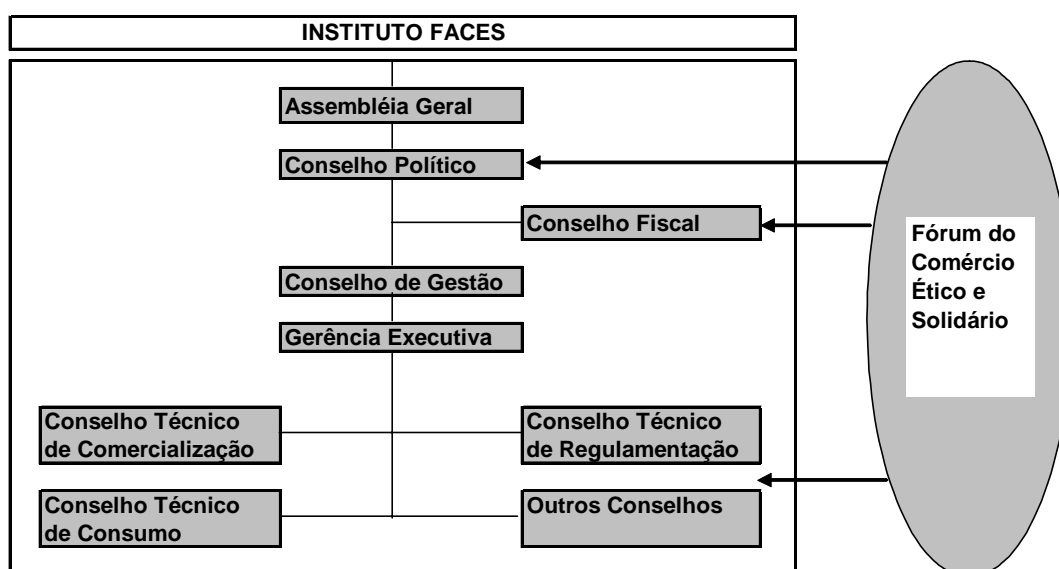 INSTITUTO FACES
Assembléia Geral
Conselho Político
Conselho Fiscal
Conselho de Gestão
Gerência Executiva
Conselho Técnico
de Comercialização
Conselho Técnico
de Regulamentação
Conselho Técnico
de Consumo
Outros Conselhos
Fórum do
Comércio
Ético e
Solidário